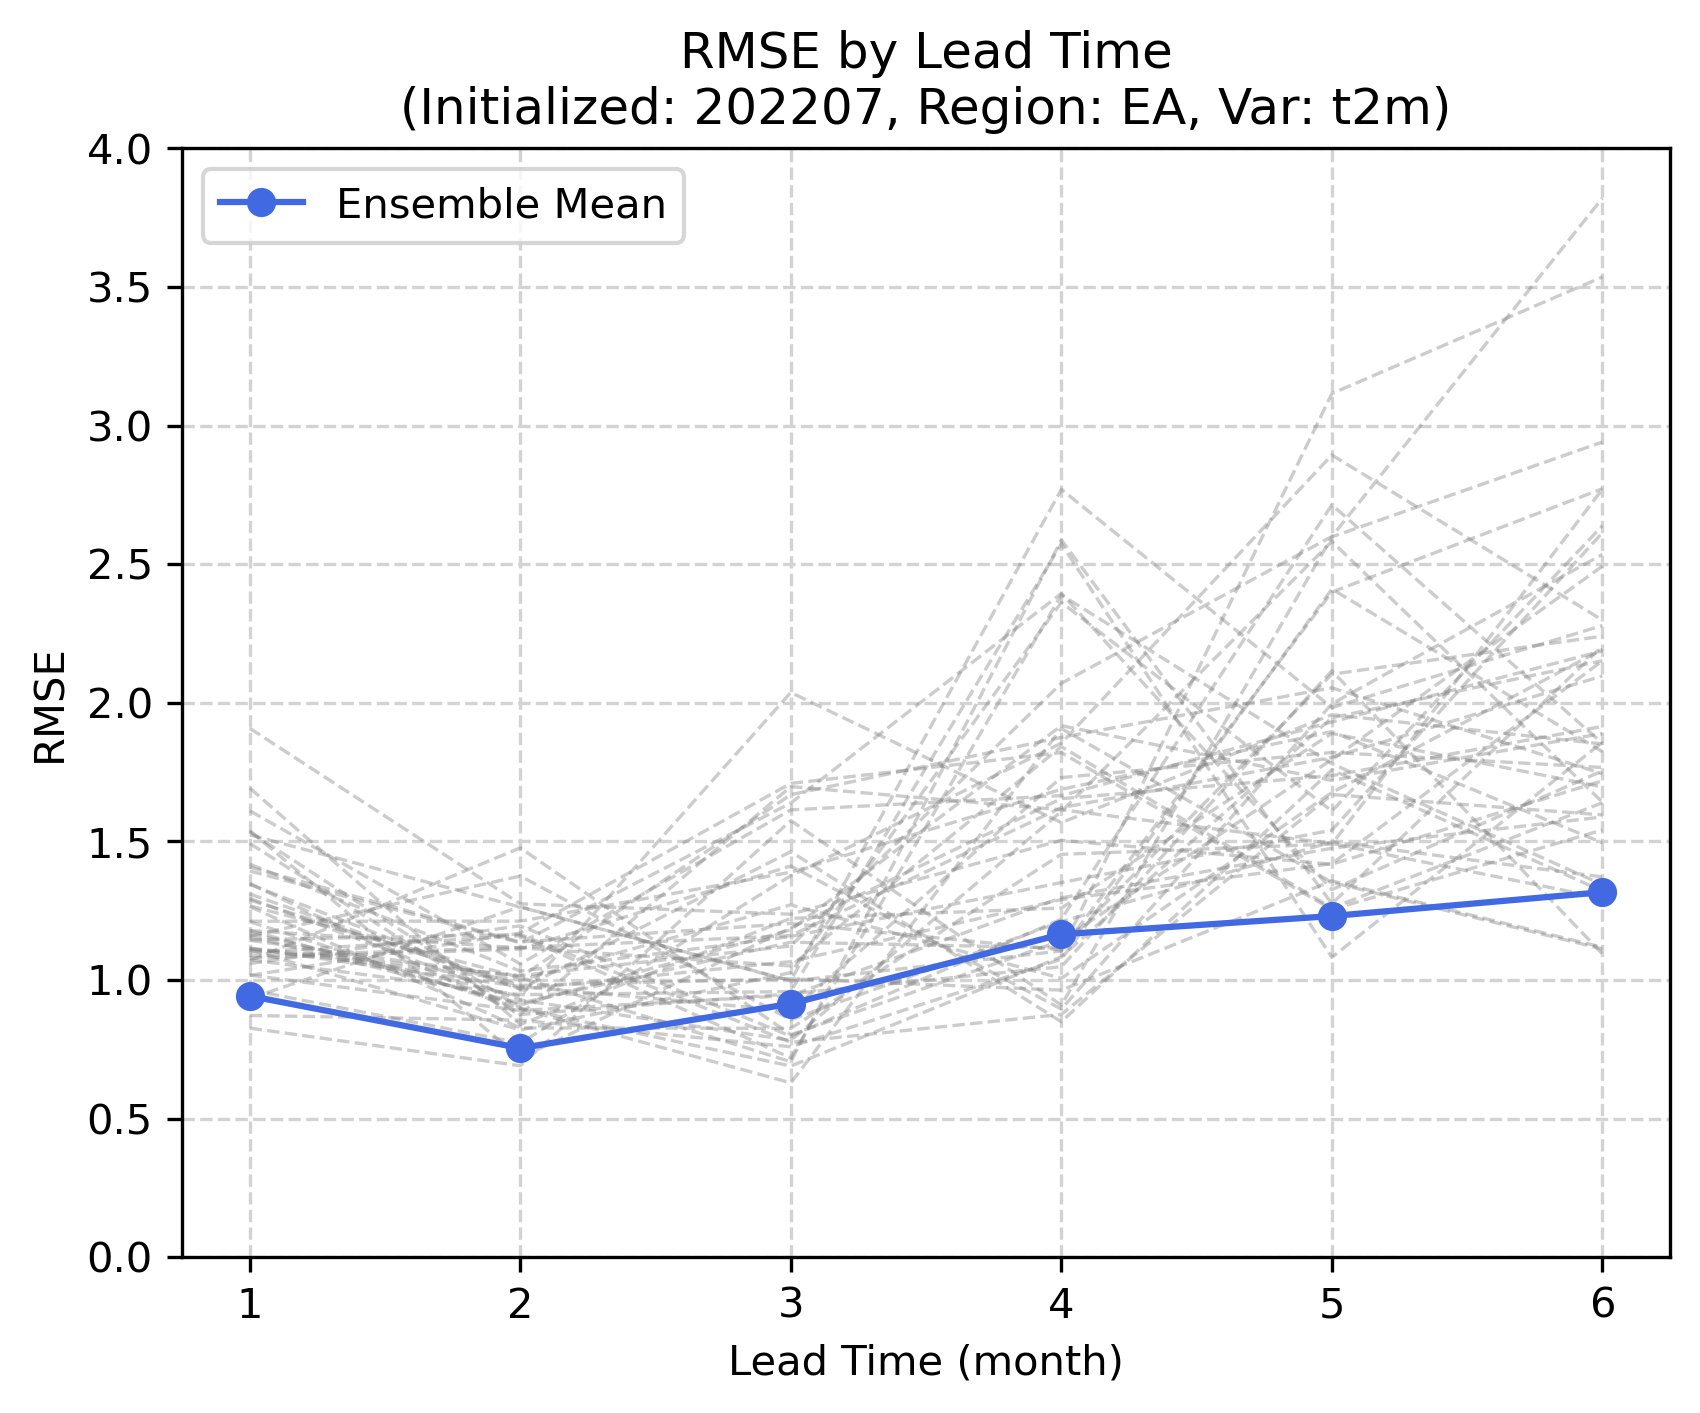 RMSE by Lead Time
(Initialized: 202207, Region: EA, Var: t2m)
Ensemble Mean
RMSE
4.0
3.5
3.0
2.5
2.0
1.5
1.0
0.5
0.0
1 2 3 4 5 6
Lead Time (month)